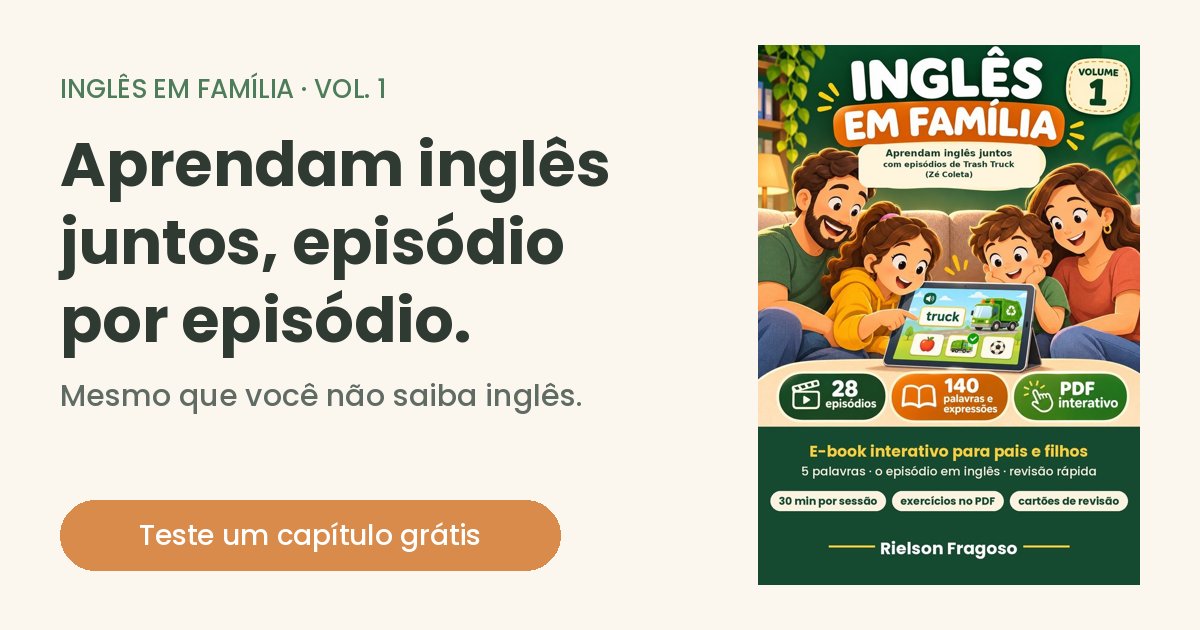 INGLÊS EM FAMÍLIA · VOL. 1
Aprendam inglês
juntos, episódio
por episódio.
Mesmo que você não saiba inglês.
Teste um capítulo grátis
INGLÊS
EM FAMÍLIA
VOLUME
1
Aprendam inglês juntos
com episódios de Trash Truck
(Zé Coleta)
truck
28
episódios
140
palavras e
expressões
PDF
interativo
E-book interativo para pais e filhos
5 palavras · o episódio em inglês · revisão rápida
30 min por sessão
exercícios no PDF
cartões de revisão
Rielson Fragoso